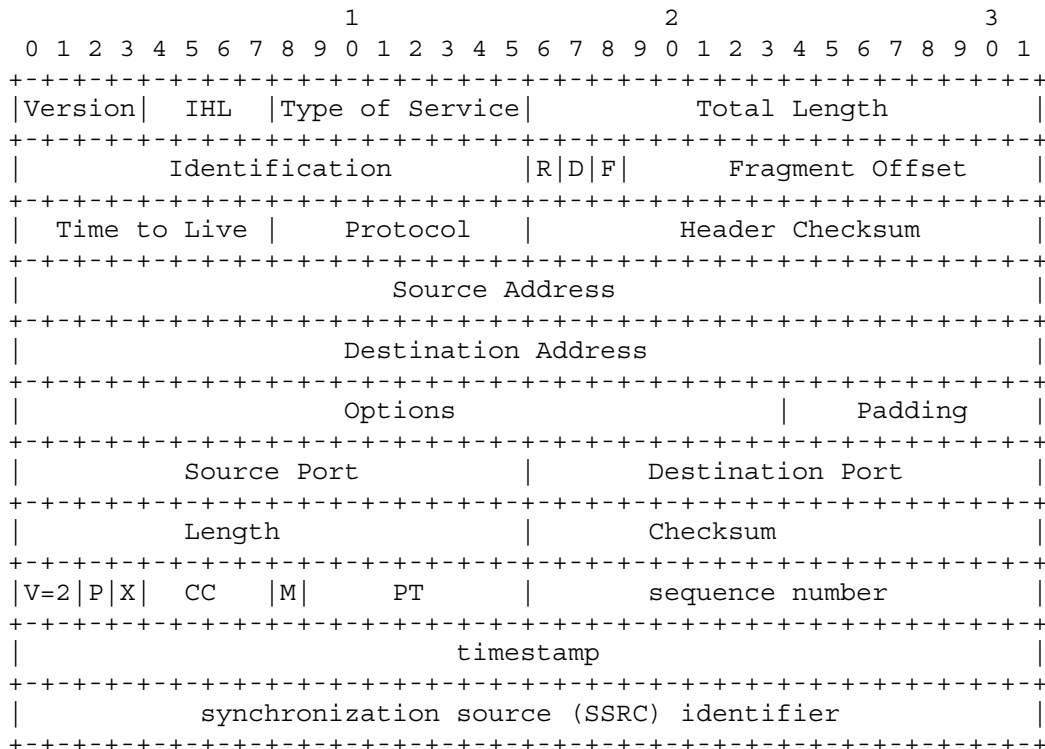 1                   2                   3
 0 1 2 3 4 5 6 7 8 9 0 1 2 3 4 5 6 7 8 9 0 1 2 3 4 5 6 7 8 9 0 1
+-+-+-+-+-+-+-+-+-+-+-+-+-+-+-+-+-+-+-+-+-+-+-+-+-+-+-+-+-+-+-+-+
|Version|  IHL  |Type of Service|          Total Length         |
+-+-+-+-+-+-+-+-+-+-+-+-+-+-+-+-+-+-+-+-+-+-+-+-+-+-+-+-+-+-+-+-+
|         Identification        |R|D|F|      Fragment Offset    |
+-+-+-+-+-+-+-+-+-+-+-+-+-+-+-+-+-+-+-+-+-+-+-+-+-+-+-+-+-+-+-+-+
|  Time to Live |    Protocol   |         Header Checksum       |
+-+-+-+-+-+-+-+-+-+-+-+-+-+-+-+-+-+-+-+-+-+-+-+-+-+-+-+-+-+-+-+-+
|                       Source Address                          |
+-+-+-+-+-+-+-+-+-+-+-+-+-+-+-+-+-+-+-+-+-+-+-+-+-+-+-+-+-+-+-+-+
|                    Destination Address                        |
+-+-+-+-+-+-+-+-+-+-+-+-+-+-+-+-+-+-+-+-+-+-+-+-+-+-+-+-+-+-+-+-+
|                    Options                    |    Padding    |
+-+-+-+-+-+-+-+-+-+-+-+-+-+-+-+-+-+-+-+-+-+-+-+-+-+-+-+-+-+-+-+-+
|          Source Port          |       Destination Port        |
+-+-+-+-+-+-+-+-+-+-+-+-+-+-+-+-+-+-+-+-+-+-+-+-+-+-+-+-+-+-+-+-+
|          Length               |       Checksum                |
+-+-+-+-+-+-+-+-+-+-+-+-+-+-+-+-+-+-+-+-+-+-+-+-+-+-+-+-+-+-+-+-+
|V=2|P|X|  CC   |M|     PT      |       sequence number         |
+-+-+-+-+-+-+-+-+-+-+-+-+-+-+-+-+-+-+-+-+-+-+-+-+-+-+-+-+-+-+-+-+
|                           timestamp                           |
+-+-+-+-+-+-+-+-+-+-+-+-+-+-+-+-+-+-+-+-+-+-+-+-+-+-+-+-+-+-+-+-+
|           synchronization source (SSRC) identifier            |
+-+-+-+-+-+-+-+-+-+-+-+-+-+-+-+-+-+-+-+-+-+-+-+-+-+-+-+-+-+-+-+-+